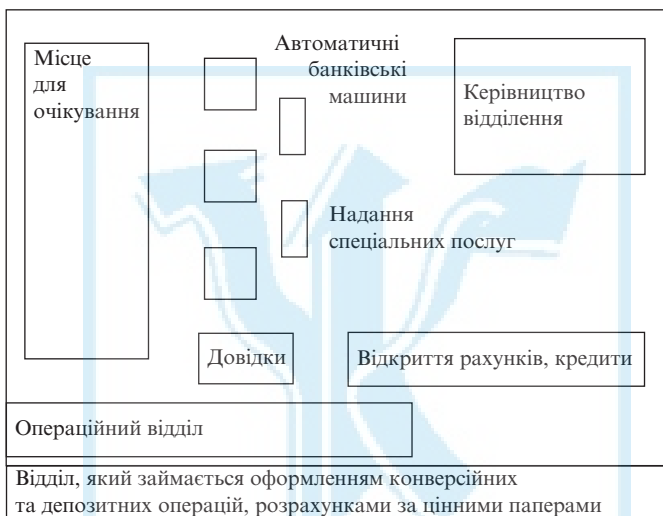 Місце
для
очікування
Автоматичні
банківські
машини
Керівництво
відділення
Надання
спеціальних послуг
Довідки
Відкриття рахунків, кредити
Операційний відділ
Відділ, який займається оформленням конверсійних
та депозитних операцій, розрахунками за цінними паперами